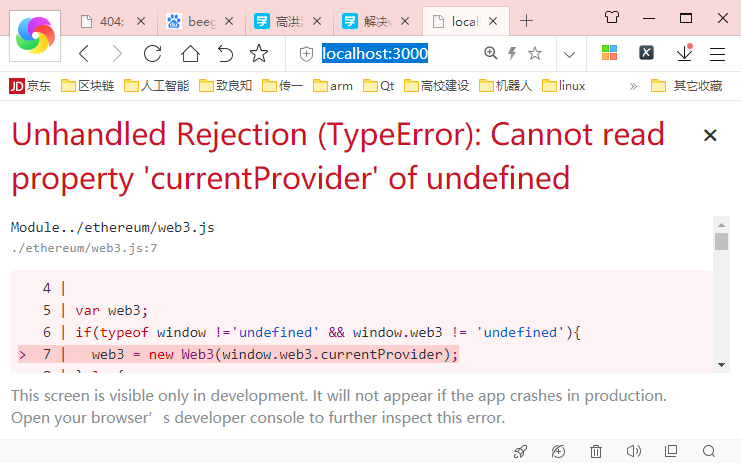 404:
beeg
高洪
解决
local
localhost:3000
JD 京东 区块链 人工智能 致良知 传一 arm Qt 高校建设 机器人 linux » 其它收藏
Unhandled Rejection (TypeError): Cannot read
property 'currentProvider' of undefined
Module../ethereum/web3.js
./ethereum/web3.js:7
4 |
5 | var web3;
6 | if(typeof window !='undefined' && window.web3 != 'undefined'){
> 7 | web3 = new Web3(window.web3.currentProvider);
This screen is visible only in development. It will not appear if the app crashes in production.
Open your browser’s developer console to further inspect this error.